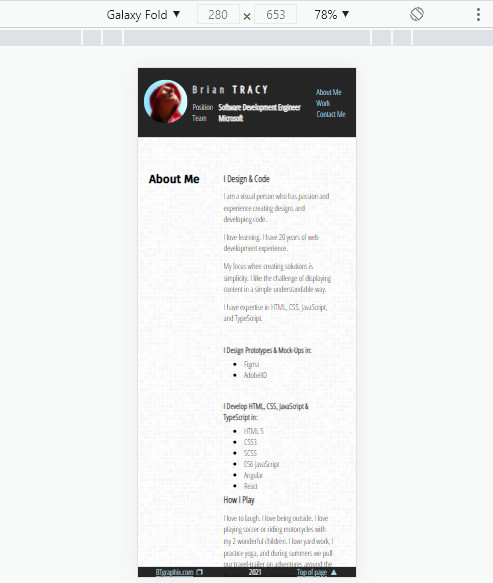 Galaxy Fold ▼ 280 × 653 78% ▼
Brian TRACY
Position Software Development Engineer
Team Microsoft
About Me
Work
Contact Me
About Me
I Design & Code
I am a visual person who has passion and
experience creating designs and
developing code.
I love learning. I have 20 years of web
development experience.
My focus when creating solutions is
simplicity. I like the challenge of displaying
content in a simple understandable way.
I have expertise in HTML, CSS, JavaScript,
and TypeScript.
I Design Prototypes & Mock-Ups in:
Figma
AdobeXD
I Develop HTML, CSS, JavaScript &
TypeScript in:
HTML 5
CSS3
SCSS
ES6 JavaScript
Angular
React
How I Play
I love to laugh. I love being outside. I love
playing soccer or riding motorcycles with
my 2 wonderful children. I love yard work, I
practice yoga, and during summers we pull
our travel-trailer on adventures around the
BTgraphix.com 2021 Top of page ▲